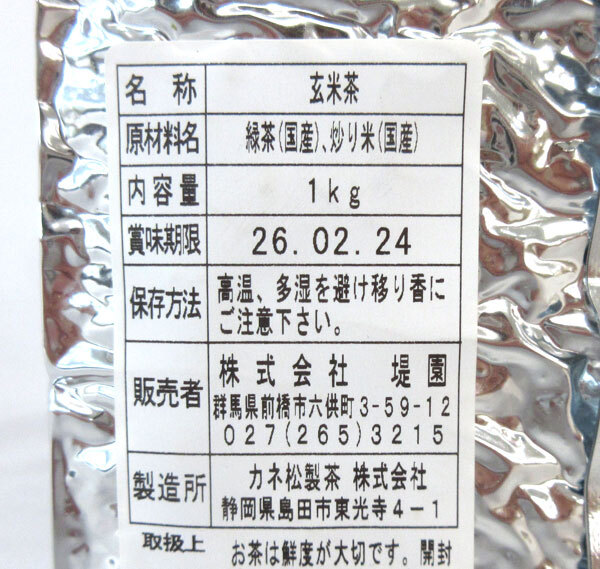 名称 玄米茶
原材料名 緑茶(国産)、炒り米(国産)
内容量 1kg
賞味期限 26.02.24
保存方法 高温、多湿を避け移り香に
ご注意下さい。
販売者 株式会社 堤園
群馬県前橋市六供町3-59-12
027(265)3215
製造所 カネ松製茶 株式会社
静岡県島田市東光寺4-1
取扱上 お茶は鮮度が大切です。開封